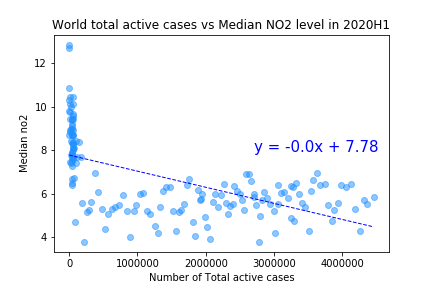 World total active cases vs Median NO2 level in 2020H1
12
10
8
6
4
Median no2
y = -0.0x + 7.78
0
1000000
2000000
3000000
4000000
Number of Total active cases